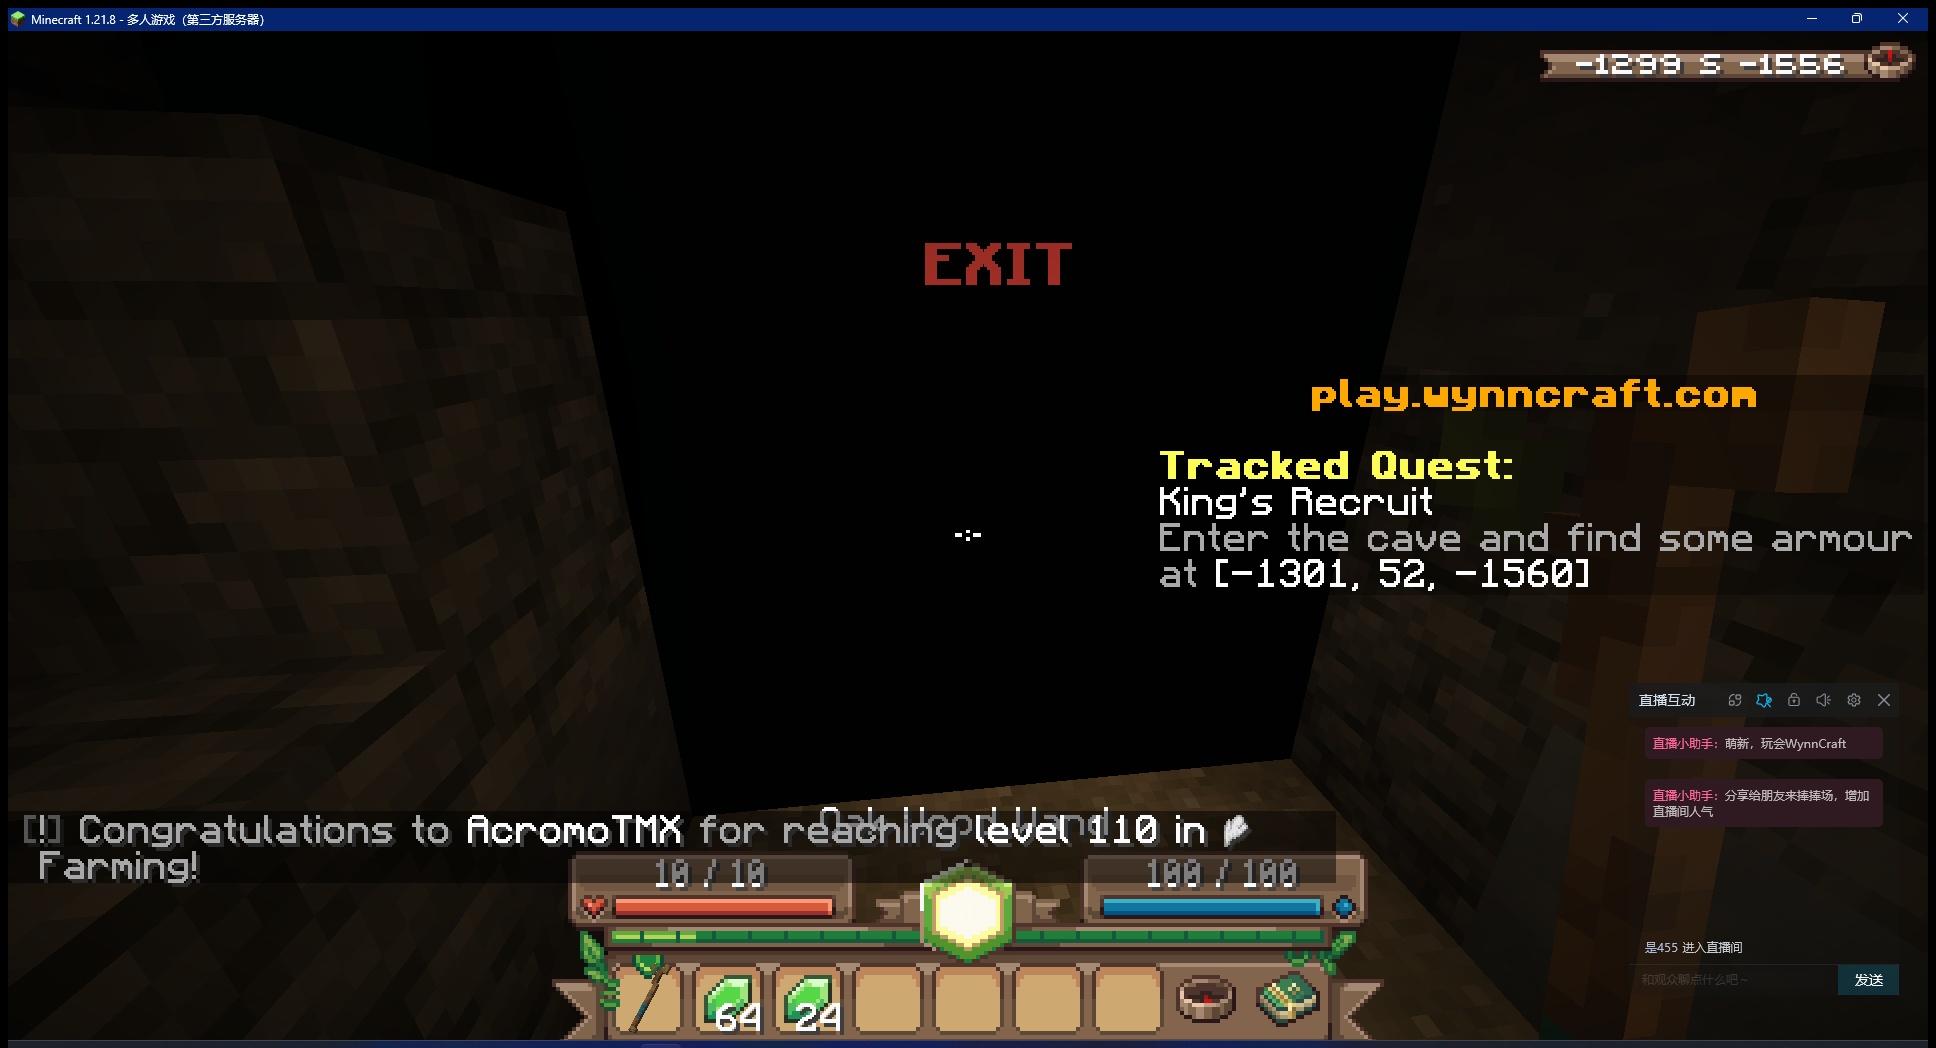 Minecraft 1.21.8 - 多人游戏（第三方服务器）
-1299 S -1556
EXIT
play.wynncraft.com
Tracked Quest:
King's Recruit
Enter the cave and find some armour
at [-1301, 52, -1560]
直播互动
直播小助手：萌新，玩会WynnCraft
直播小助手：分享给朋友来捧捧场，增加
直播间人气
Oak Wood Wand
[!] Congratulations to AcromoTMX for reaching level 110 in
Farming!
10 / 10
100 / 100
是455 进入直播间
和观众聊点什么吧~
发送
64
24